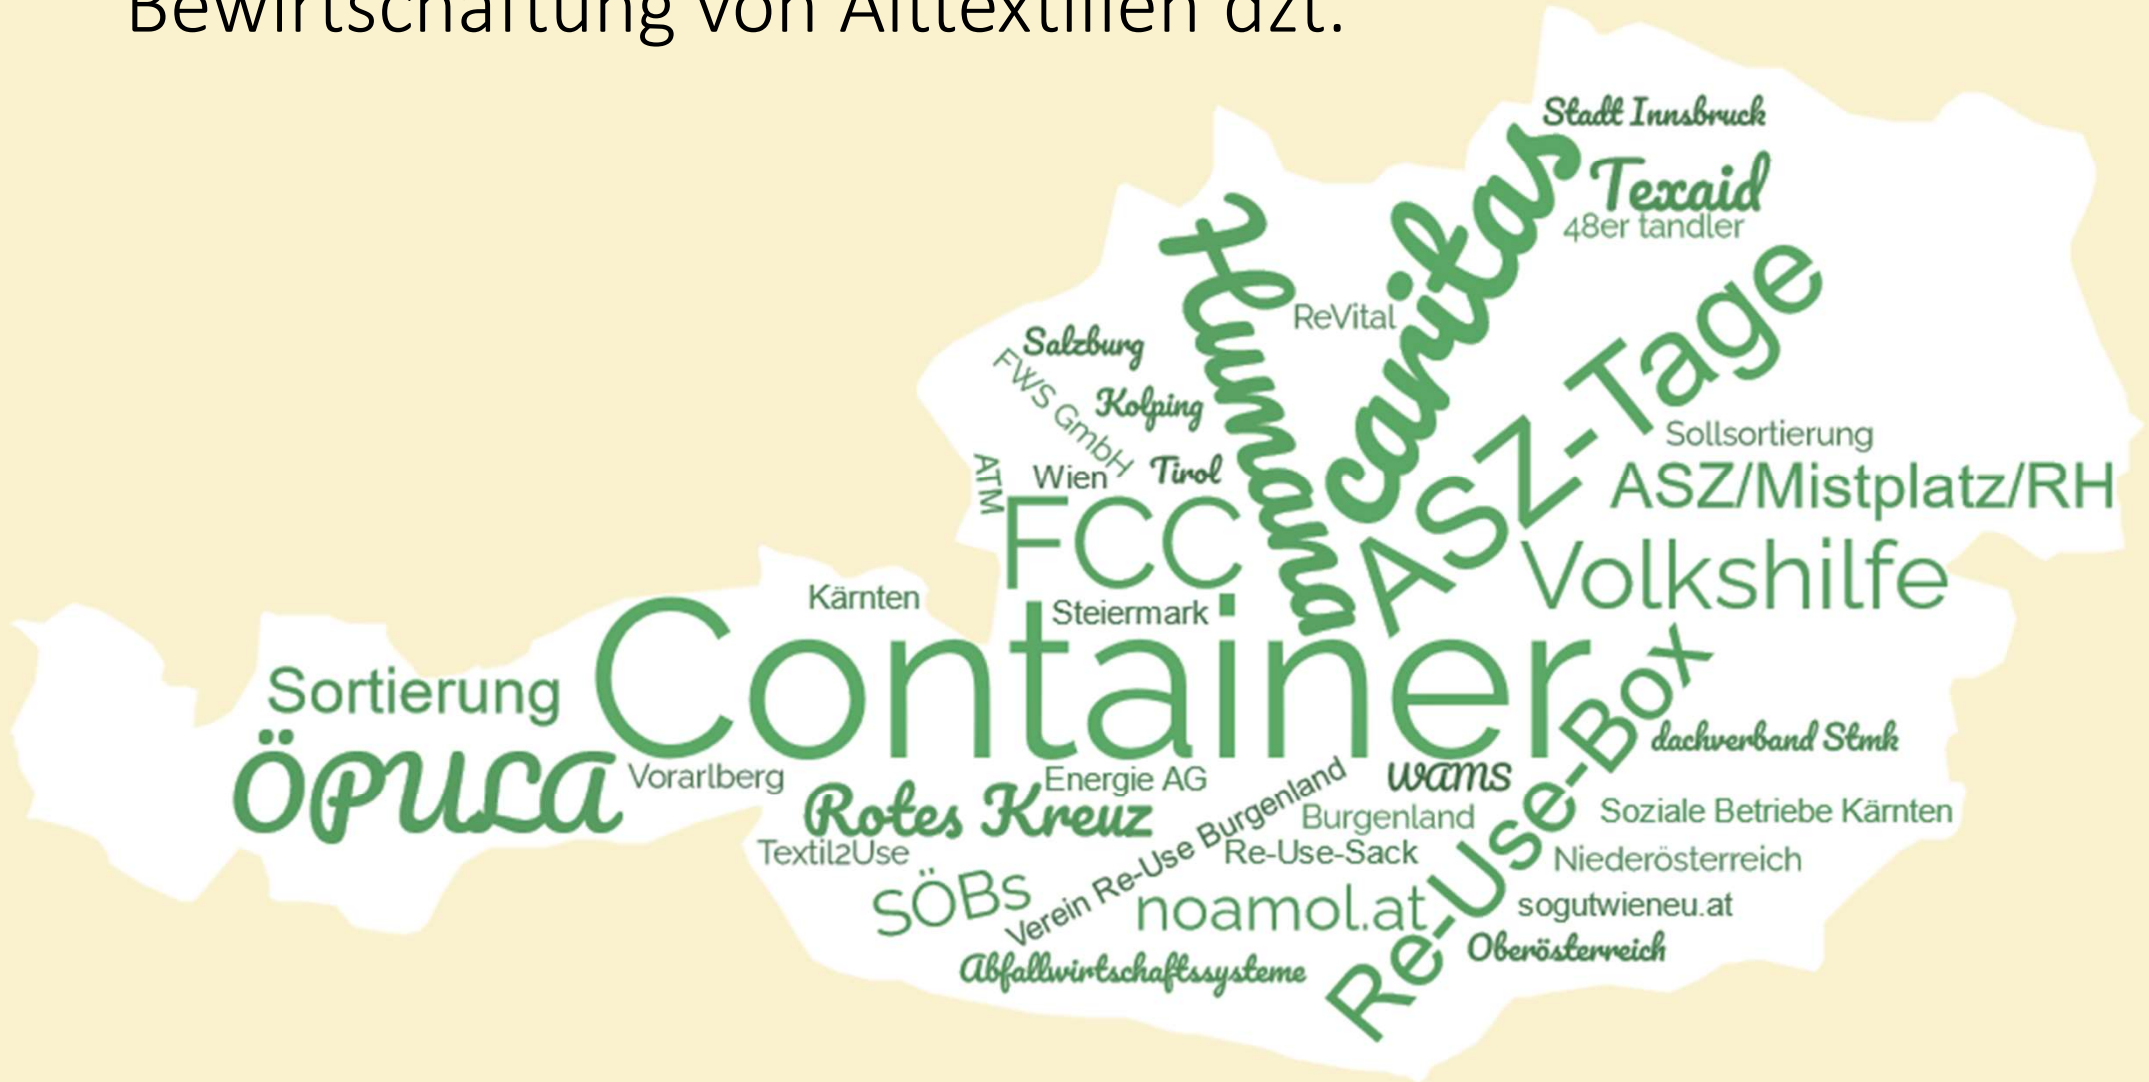 Bewirtschaftung von Alttextilien dzt.
Stadt Innsbruck
Texaid
48er tandler
Humana
caritas
ReVital
ASZ-Tage
Salzburg
FWS GmbH
Kolping
Sollsortierung
ATM
Wien
Tirol
ASZ/Mistplatz/RH
FCC
Volkshilfe
Kärnten
Steiermark
Container
Sortierung
Re-Use-Box
dachverband Stmk
ÖPULA
Vorarlberg
Energie AG
wams
Rotes Kreuz
Burgenland
Soziale Betriebe Kärnten
Textil2Use
Verein Re-Use Burgenland
Re-Use-Sack
Niederösterreich
SÖBs
noamol.at
sogutwieneu.at
Oberösterreich
Abfallwirtschaftssysteme